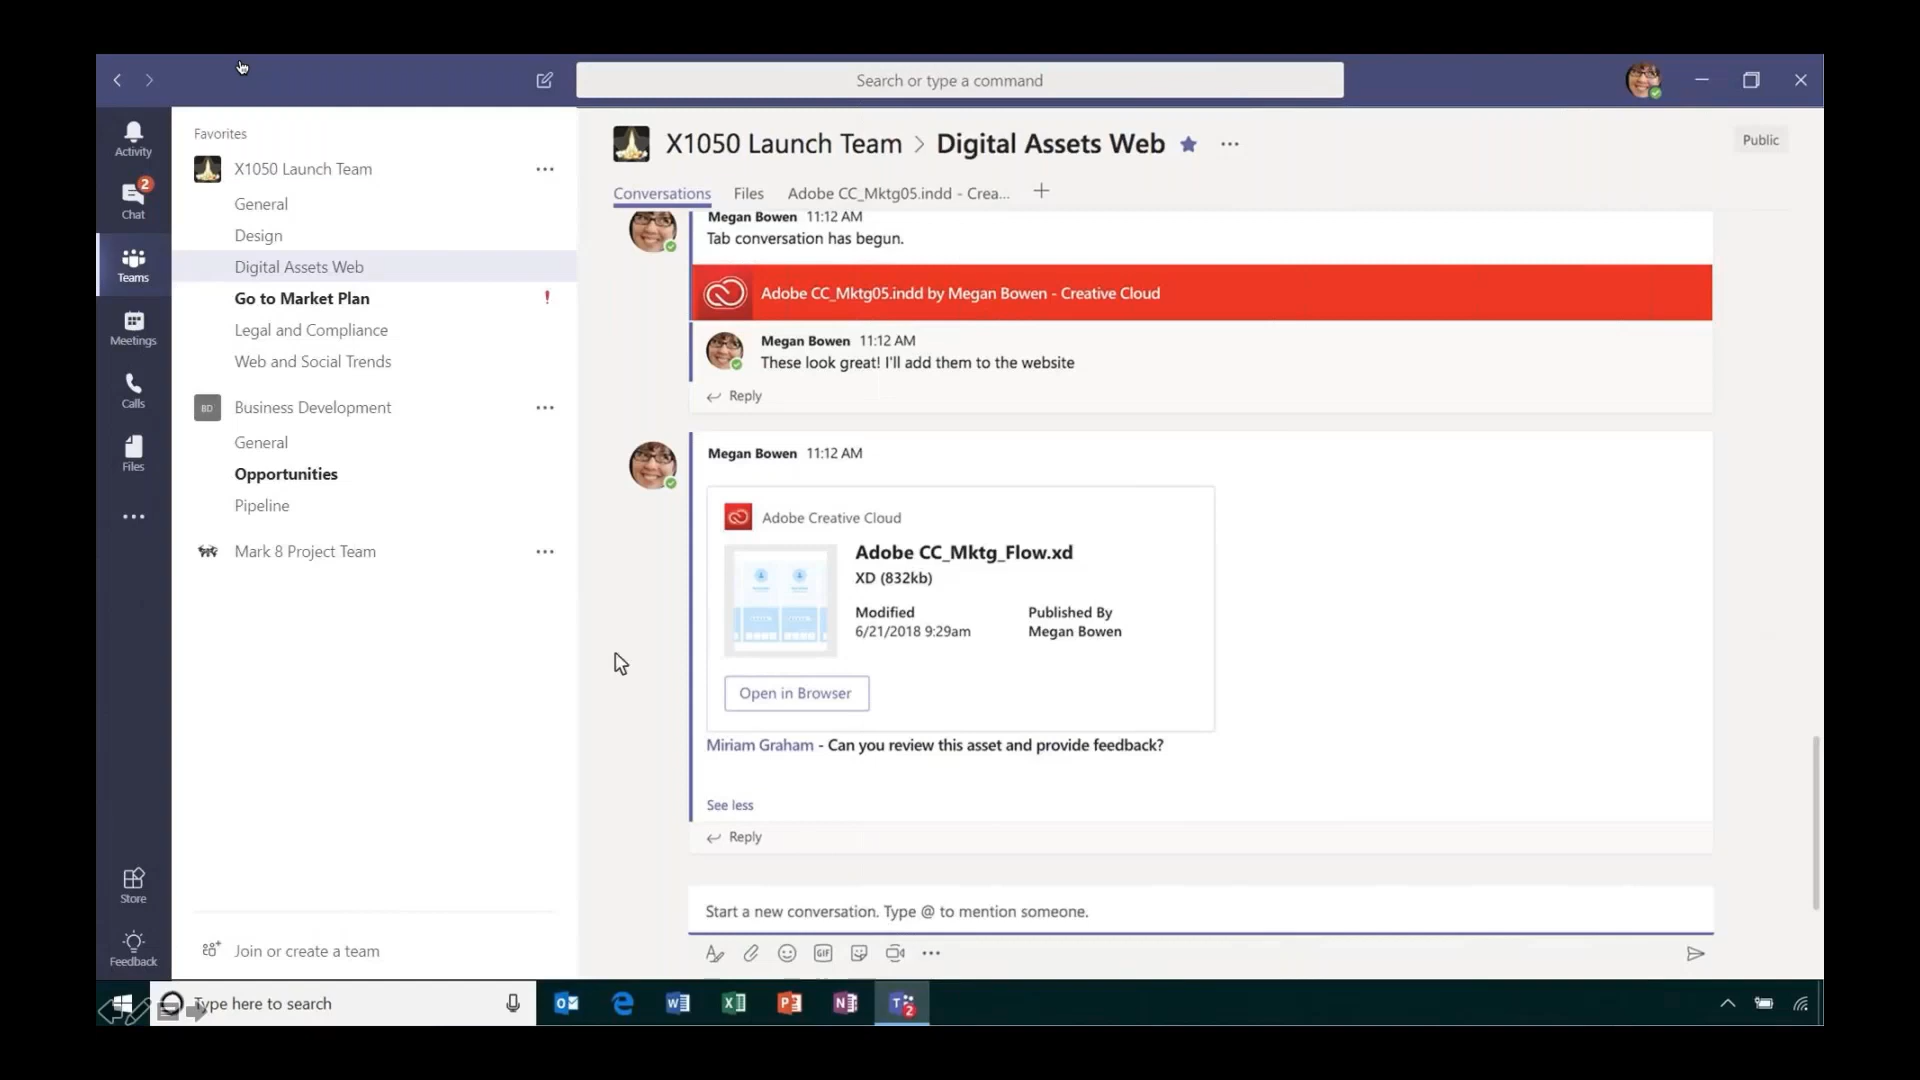 Search or type a command
Activity
2
Chat
Teams
Meetings
Calls
Files
Store
Feedback
Favorites
X1050 Launch Team
General
Design
Digital Assets Web
Go to Market Plan !
Legal and Compliance
Web and Social Trends
BD Business Development
General
Opportunities
Pipeline
Mark 8 Project Team
Join or create a team
X1050 Launch Team > Digital Assets Web
Public
Conversations Files Adobe CC_Mktg05.indd - Crea...
Megan Bowen 11:12 AM
Tab conversation has begun.
Adobe CC_Mktg05.indd by Megan Bowen - Creative Cloud
Megan Bowen 11:12 AM
These look great! I'll add them to the website
Reply
Megan Bowen 11:12 AM
Adobe Creative Cloud
Adobe CC_Mktg_Flow.xd
XD (832kb)
Modified Published By
6/21/2018 9:29am Megan Bowen
Open in Browser
Miriam Graham - Can you review this asset and provide feedback?
See less
Reply
Start a new conversation. Type @ to mention someone.
GIF
Type here to search